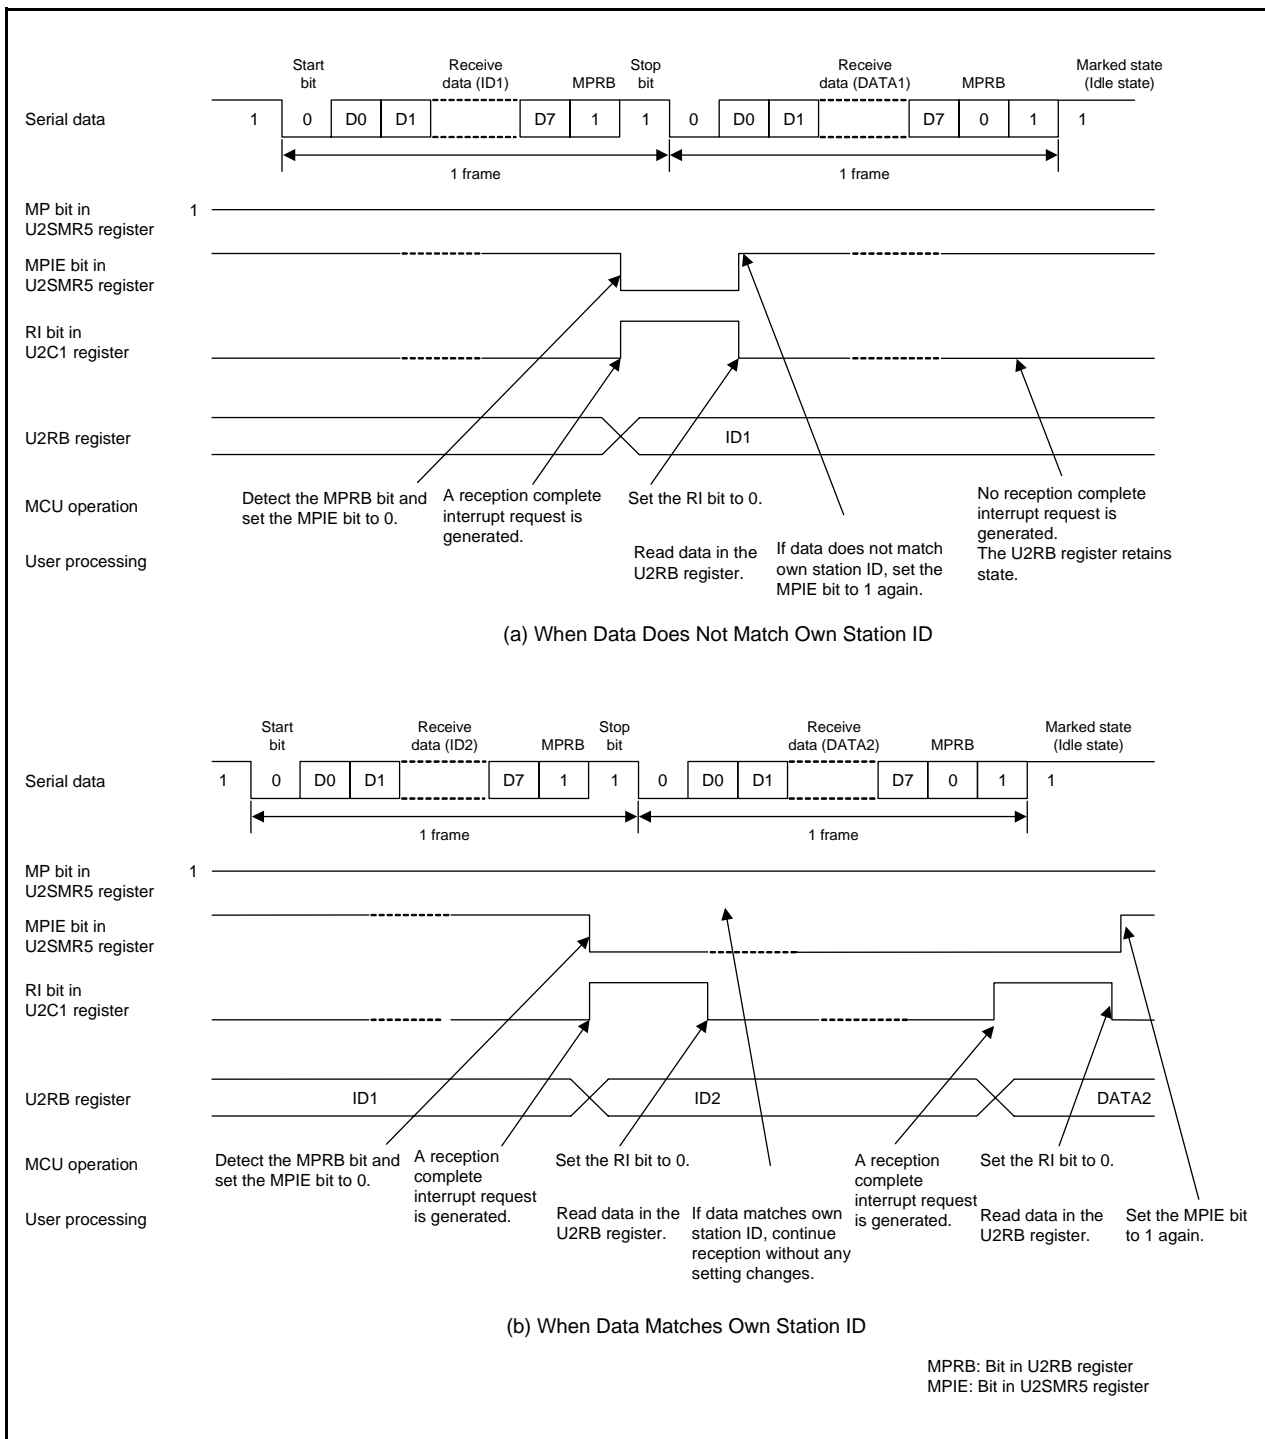 Start
bit
Receive
data (ID1)
MPRB
Stop
bit
Receive
data (DATA1)
MPRB
Marked state
(Idle state)
Serial data
1 0 D0 D1 D7 1 1 0 D0 D1 D7 0 1 1
1 frame 1 frame
MP bit in
U2SMR5 register
1
MPIE bit in
U2SMR5 register
RI bit in
U2C1 register
U2RB register
ID1
MCU operation
Detect the MPRB bit and
set the MPIE bit to 0.
A reception complete
interrupt request is
generated.
Set the RI bit to 0.
No reception complete
interrupt request is
generated.
The U2RB register retains
state.
User processing
Read data in the
U2RB register.
If data does not match
own station ID, set the
MPIE bit to 1 again.
(a) When Data Does Not Match Own Station ID
Start
bit
Receive
data (ID2)
MPRB
Stop
bit
Receive
data (DATA2)
MPRB
Marked state
(Idle state)
Serial data
1 0 D0 D1 D7 1 1 0 D0 D1 D7 0 1 1
1 frame 1 frame
MP bit in
U2SMR5 register
1
MPIE bit in
U2SMR5 register
RI bit in
U2C1 register
U2RB register
ID1 ID2 DATA2
MCU operation
Detect the MPRB bit and
set the MPIE bit to 0.
A reception
complete
interrupt request
is generated.
Set the RI bit to 0.
A reception
complete
interrupt request
is generated.
Set the RI bit to 0.
User processing
Read data in the
U2RB register.
If data matches own
station ID, continue
reception without any
setting changes.
Read data in the
U2RB register.
Set the MPIE bit
to 1 again.
(b) When Data Matches Own Station ID
MPRB: Bit in U2RB register
MPIE: Bit in U2SMR5 register